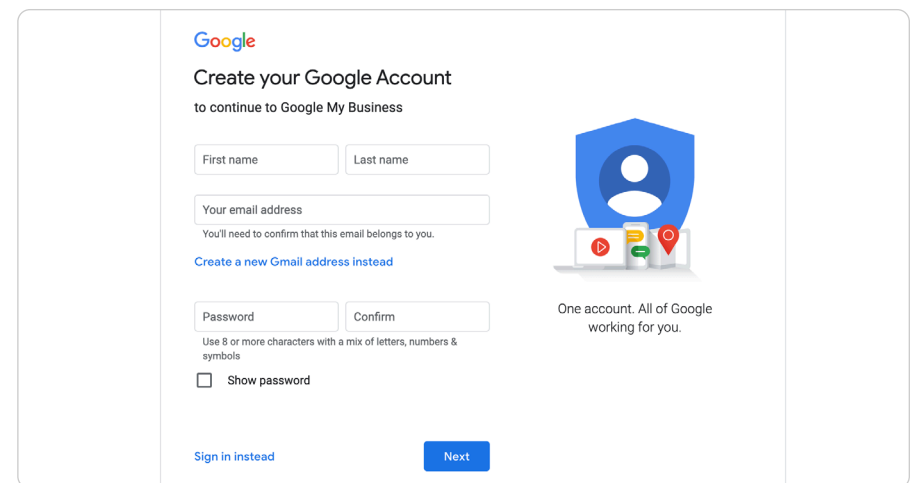 Google
Create your Google Account
to continue to Google My Business
First name
Last name
Your email address
You'll need to confirm that this email belongs to you.
Create a new Gmail address instead
Password
Confirm
Use 8 or more characters with a mix of letters, numbers &
symbols
Show password
Sign in instead
Next
One account. All of Google
working for you.